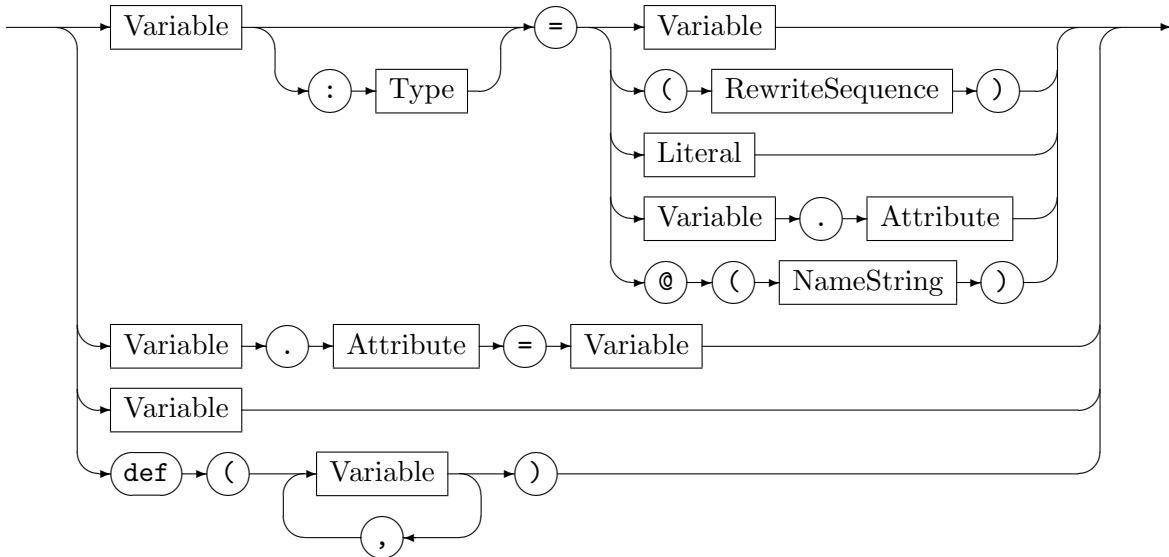 Variable = Variable
: Type ( RewriteSequence )
Literal
Variable . Attribute
@ ( NameString )
Variable . Attribute = Variable
Variable
def ( Variable )
,